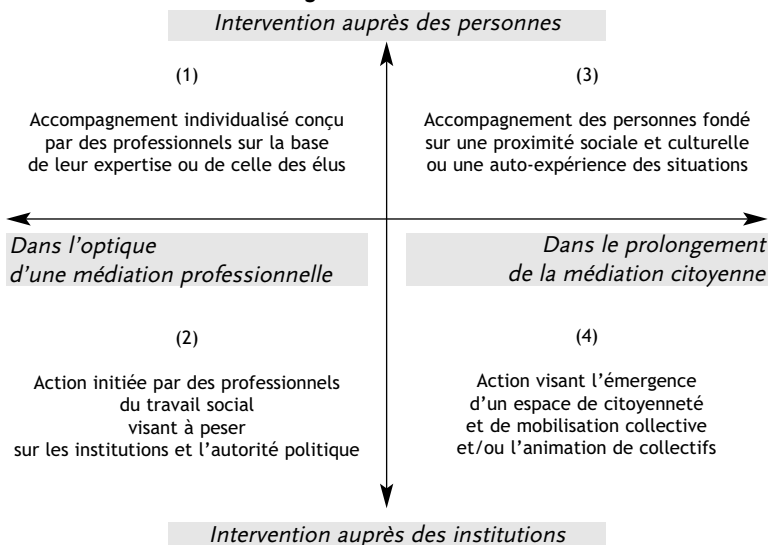 Intervention auprès des personnes
(1)
Accompagnement individualisé conçu
par des professionnels sur la base
de leur expertise ou de celle des élus
(3)
Accompagnement des personnes fondé
sur une proximité sociale et culturelle
ou une auto-expérience des situations
Dans l'optique
d'une médiation professionnelle
Dans le prolongement
de la médiation citoyenne
(2)
Action initiée par des professionnels
du travail social
visant à peser
sur les institutions et l'autorité politique
(4)
Action visant l'émergence
d'un espace de citoyenneté
et de mobilisation collective
et/ou l'animation de collectifs
Intervention auprès des institutions